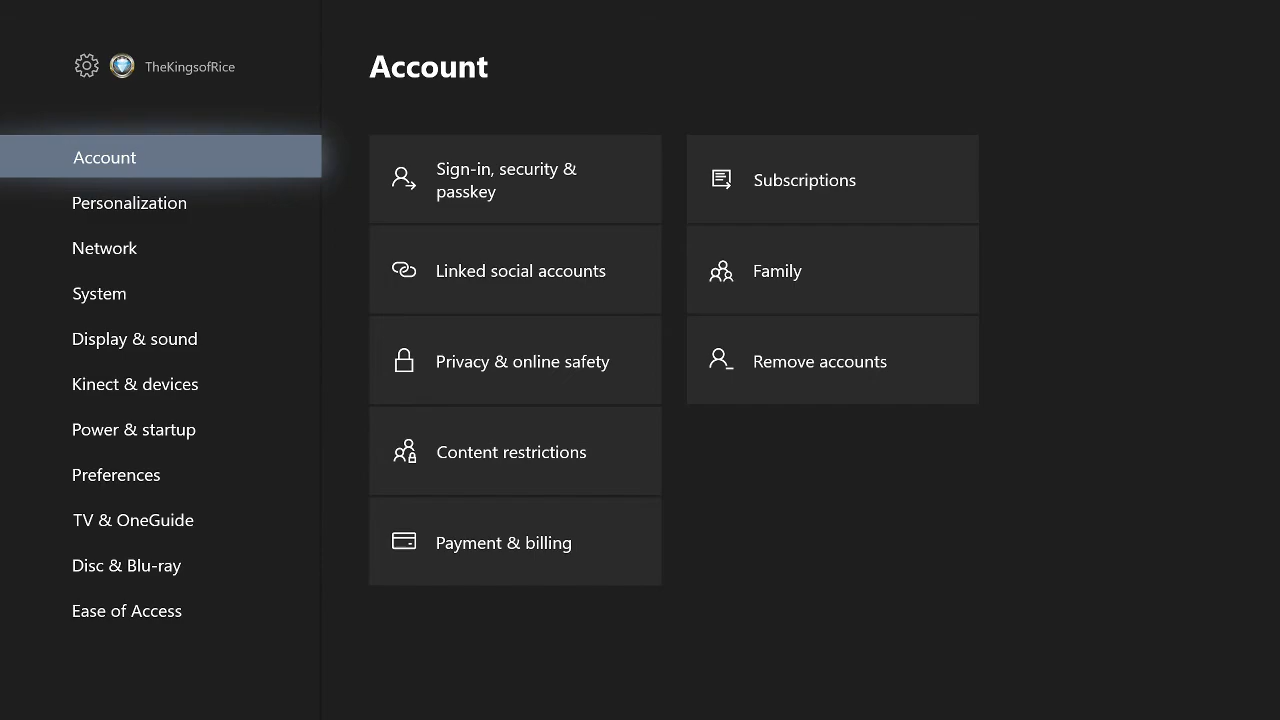 TheKingsofRice
Account
Personalization
Network
System
Display & sound
Kinect & devices
Power & startup
Preferences
TV & OneGuide
Disc & Blu-ray
Ease of Access
Account
Sign-in, security &
passkey
Linked social accounts
Privacy & online safety
Content restrictions
Payment & billing
Subscriptions
Family
Remove accounts